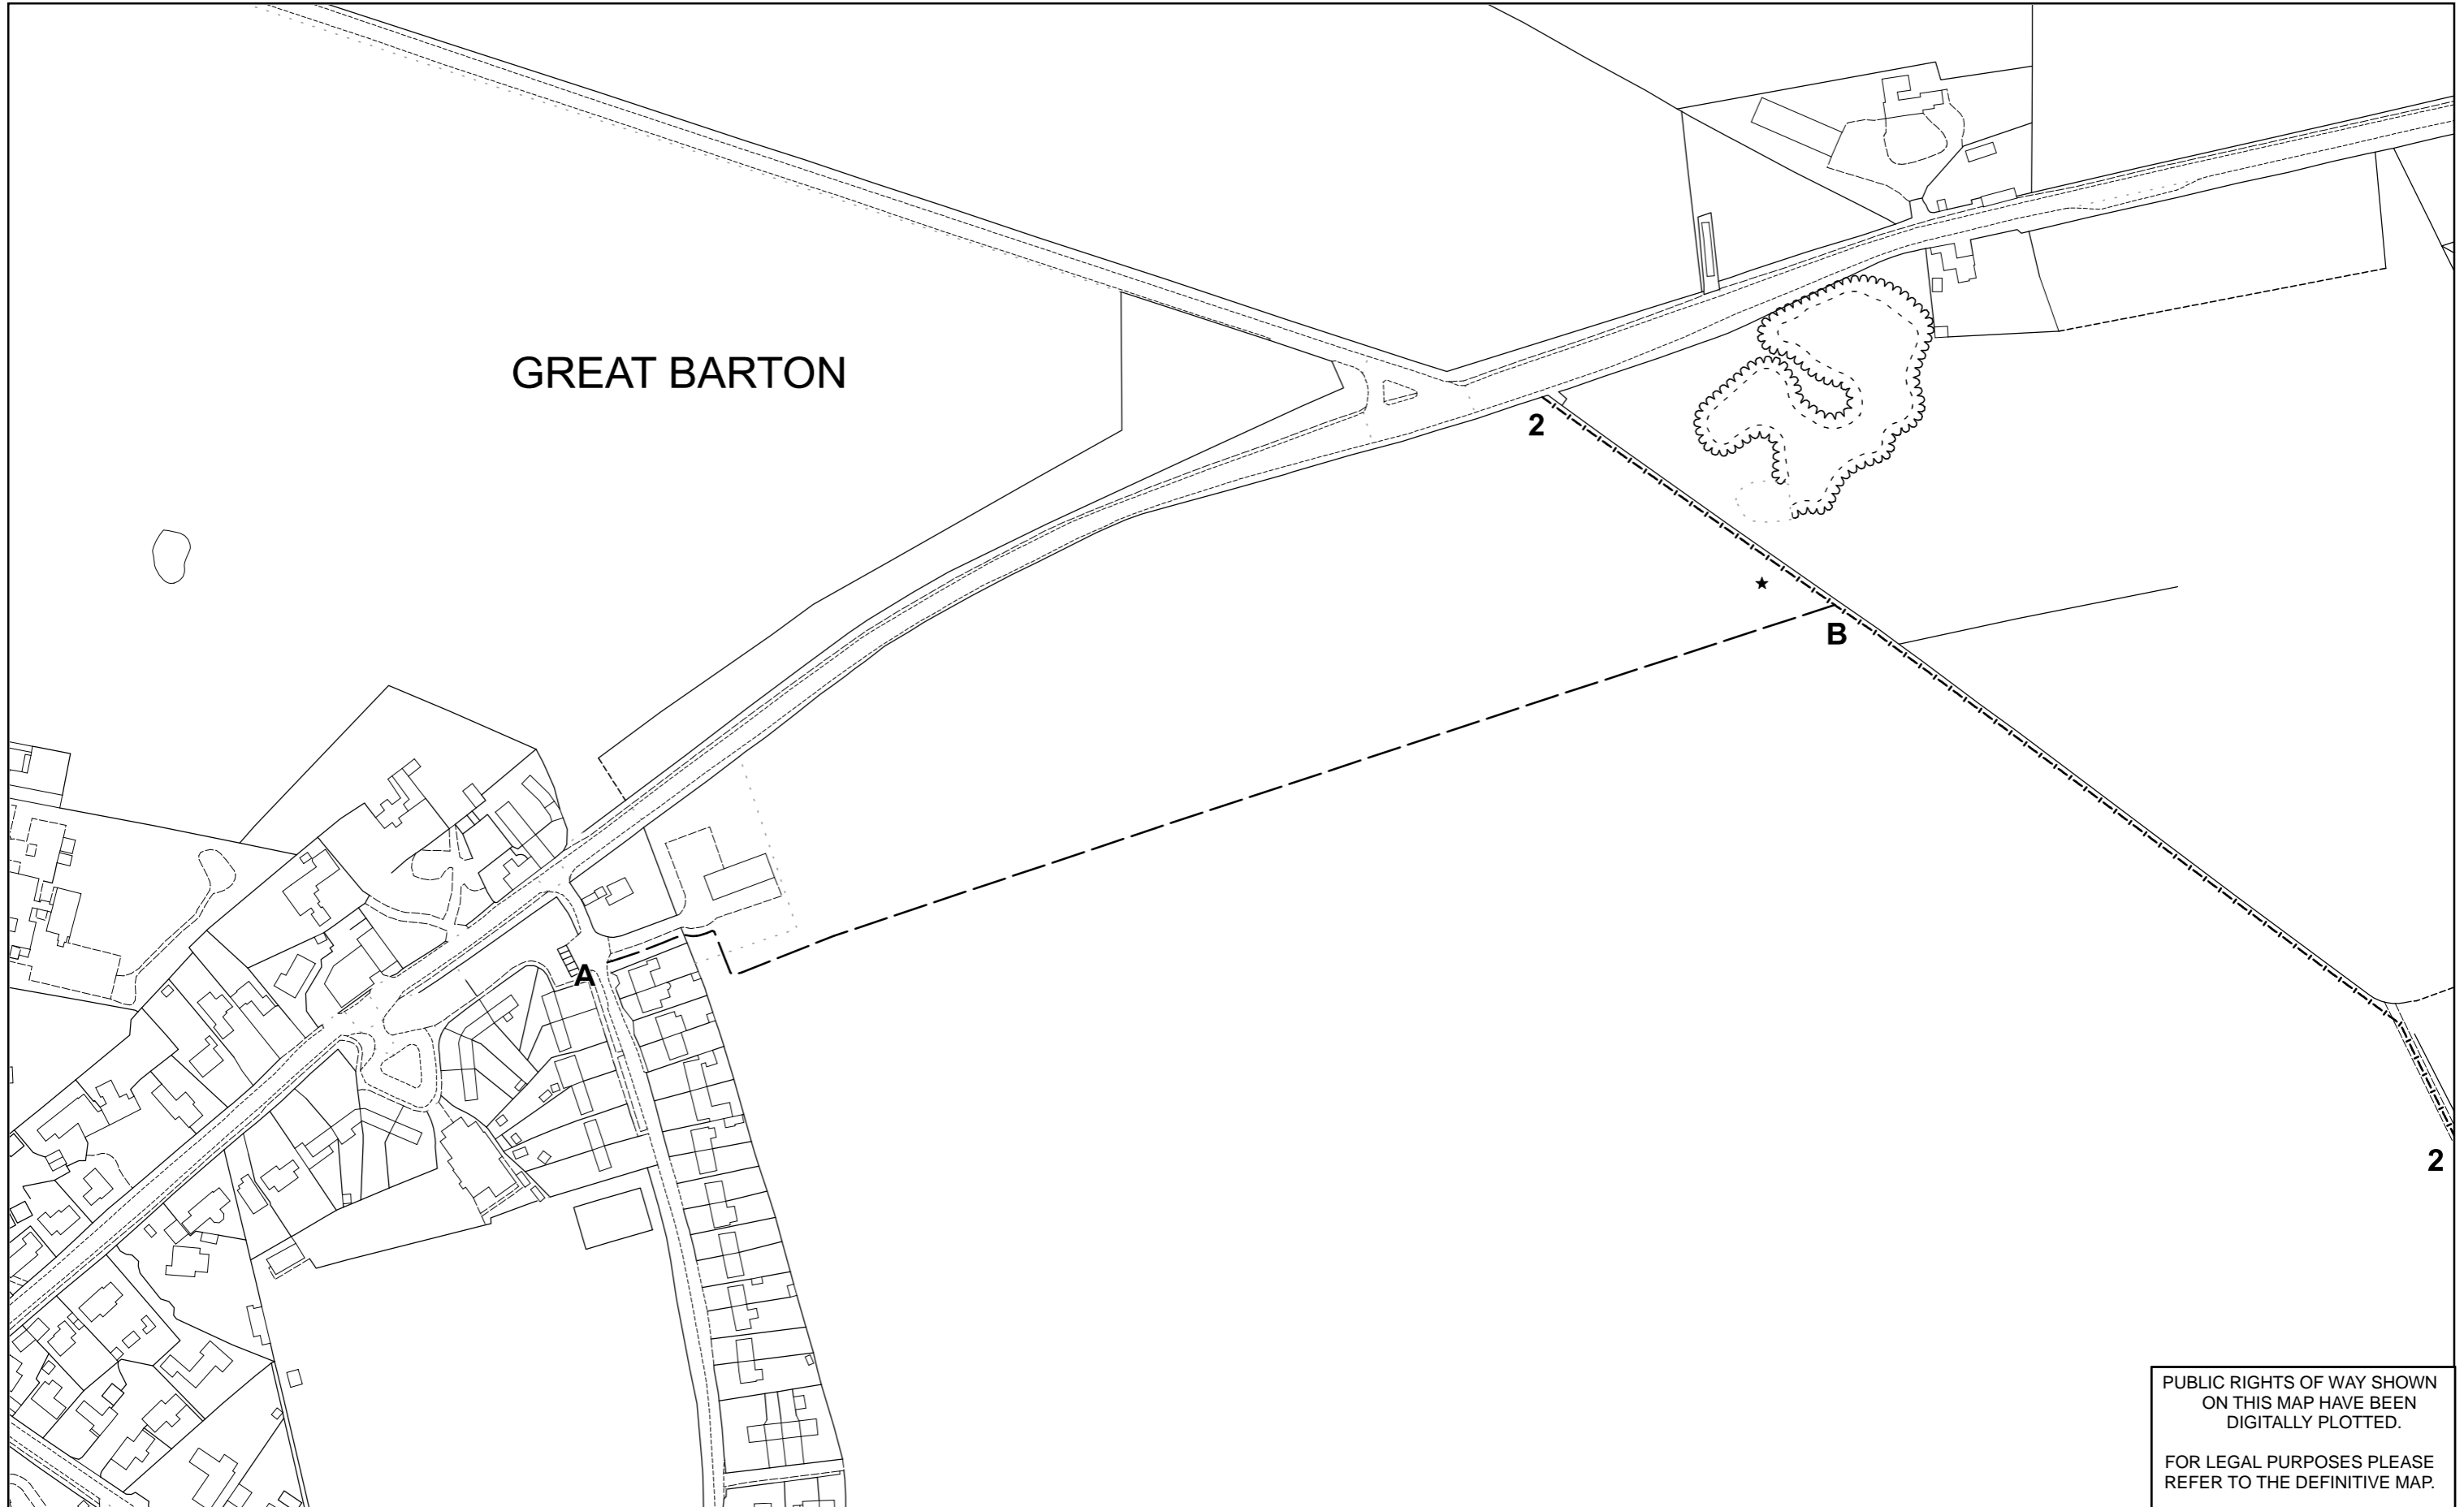 GREAT BARTON
2
B
A
2
PUBLIC RIGHTS OF WAY SHOWN
ON THIS MAP HAVE BEEN
DIGITALLY PLOTTED.
FOR LEGAL PURPOSES PLEASE
REFER TO THE DEFINITIVE MAP.